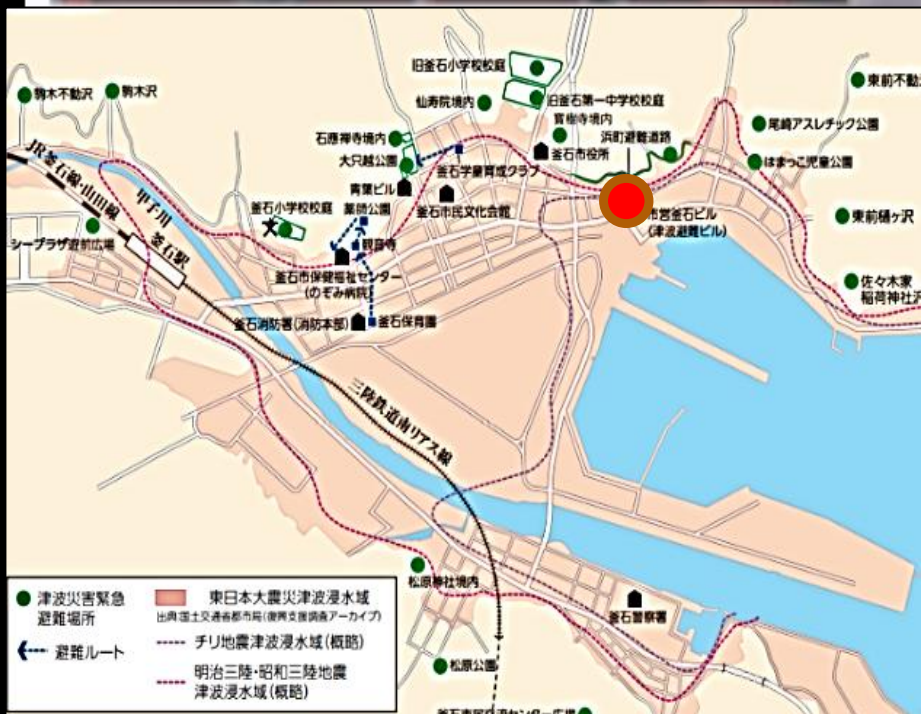 旧釜石小学校校庭
東前不動沢
駒木不動沢
駒木沢
仙寿院境内
旧釜石第一中学校校庭
宝樹寺境内
浜町避難道路
尾崎アスレチック公園
石應禅寺境内
釜石市役所
JR釜石線・山田線
大只越公園
釜石学童育成クラブ
はまっこ児童公園
青葉ビル
甲子川
薬師公園
釜石市民文化会館
釜石小学校校庭
市営釜石ビル
(津波避難ビル)
東前樋ヶ沢
シープラザ遊前広場
釜石駅
観音寺
釜石市保健福祉センター
(のぞみ病院)
佐々木家
稲荷神社沢
釜石消防署(消防本部)
釜石保育園
三陸鉄道南リアス線
松原神社境内
釜石警察署
松原公園
津波災害緊急
避難場所
避難ルート
東日本大震災津波浸水域
出典:国土交通省都市局(復興支援調査アーカイブ)
チリ地震津波浸水域(概略)
明治三陸・昭和三陸地震
津波浸水域(概略)